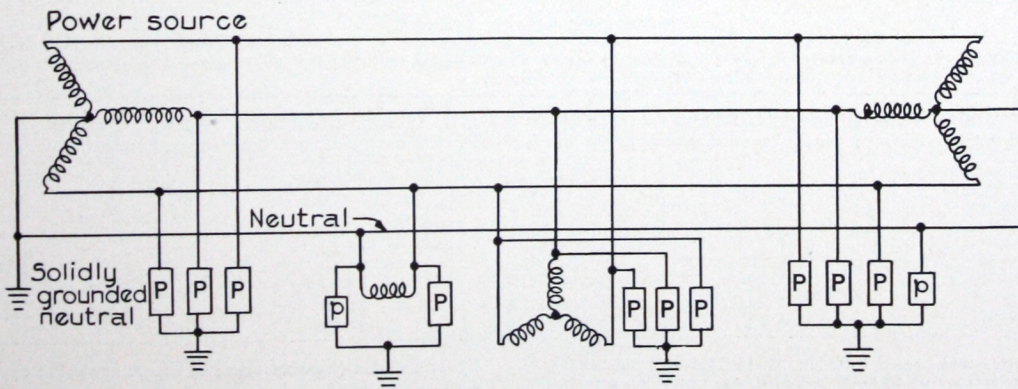 Power source
Neutral
Solidly
grounded
neutral
P P P
p P
P P P
P P P p